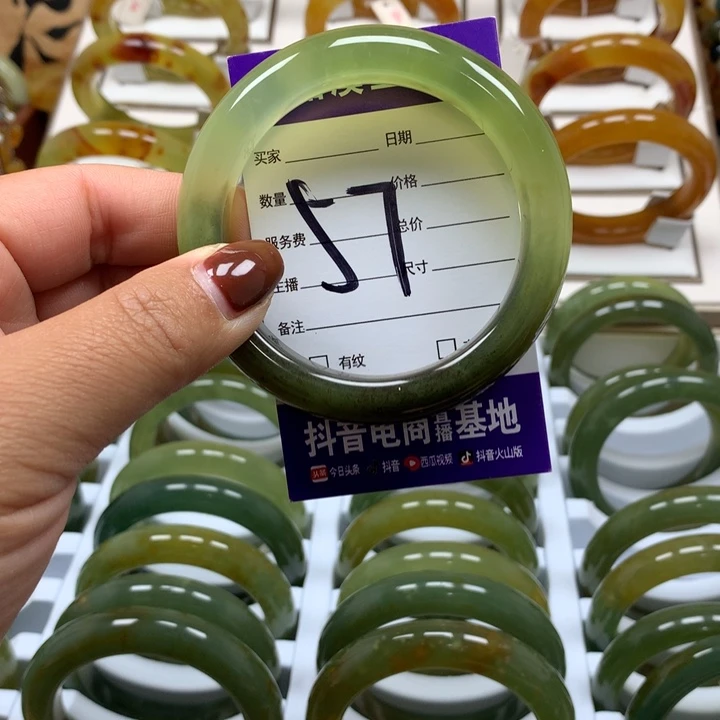 买家 日期
数量 价格
57
服务费 总价
主播 尺寸
备注
有纹
抖音电商直播基地
头条 今日头条 抖音 西瓜视频 抖音火山版